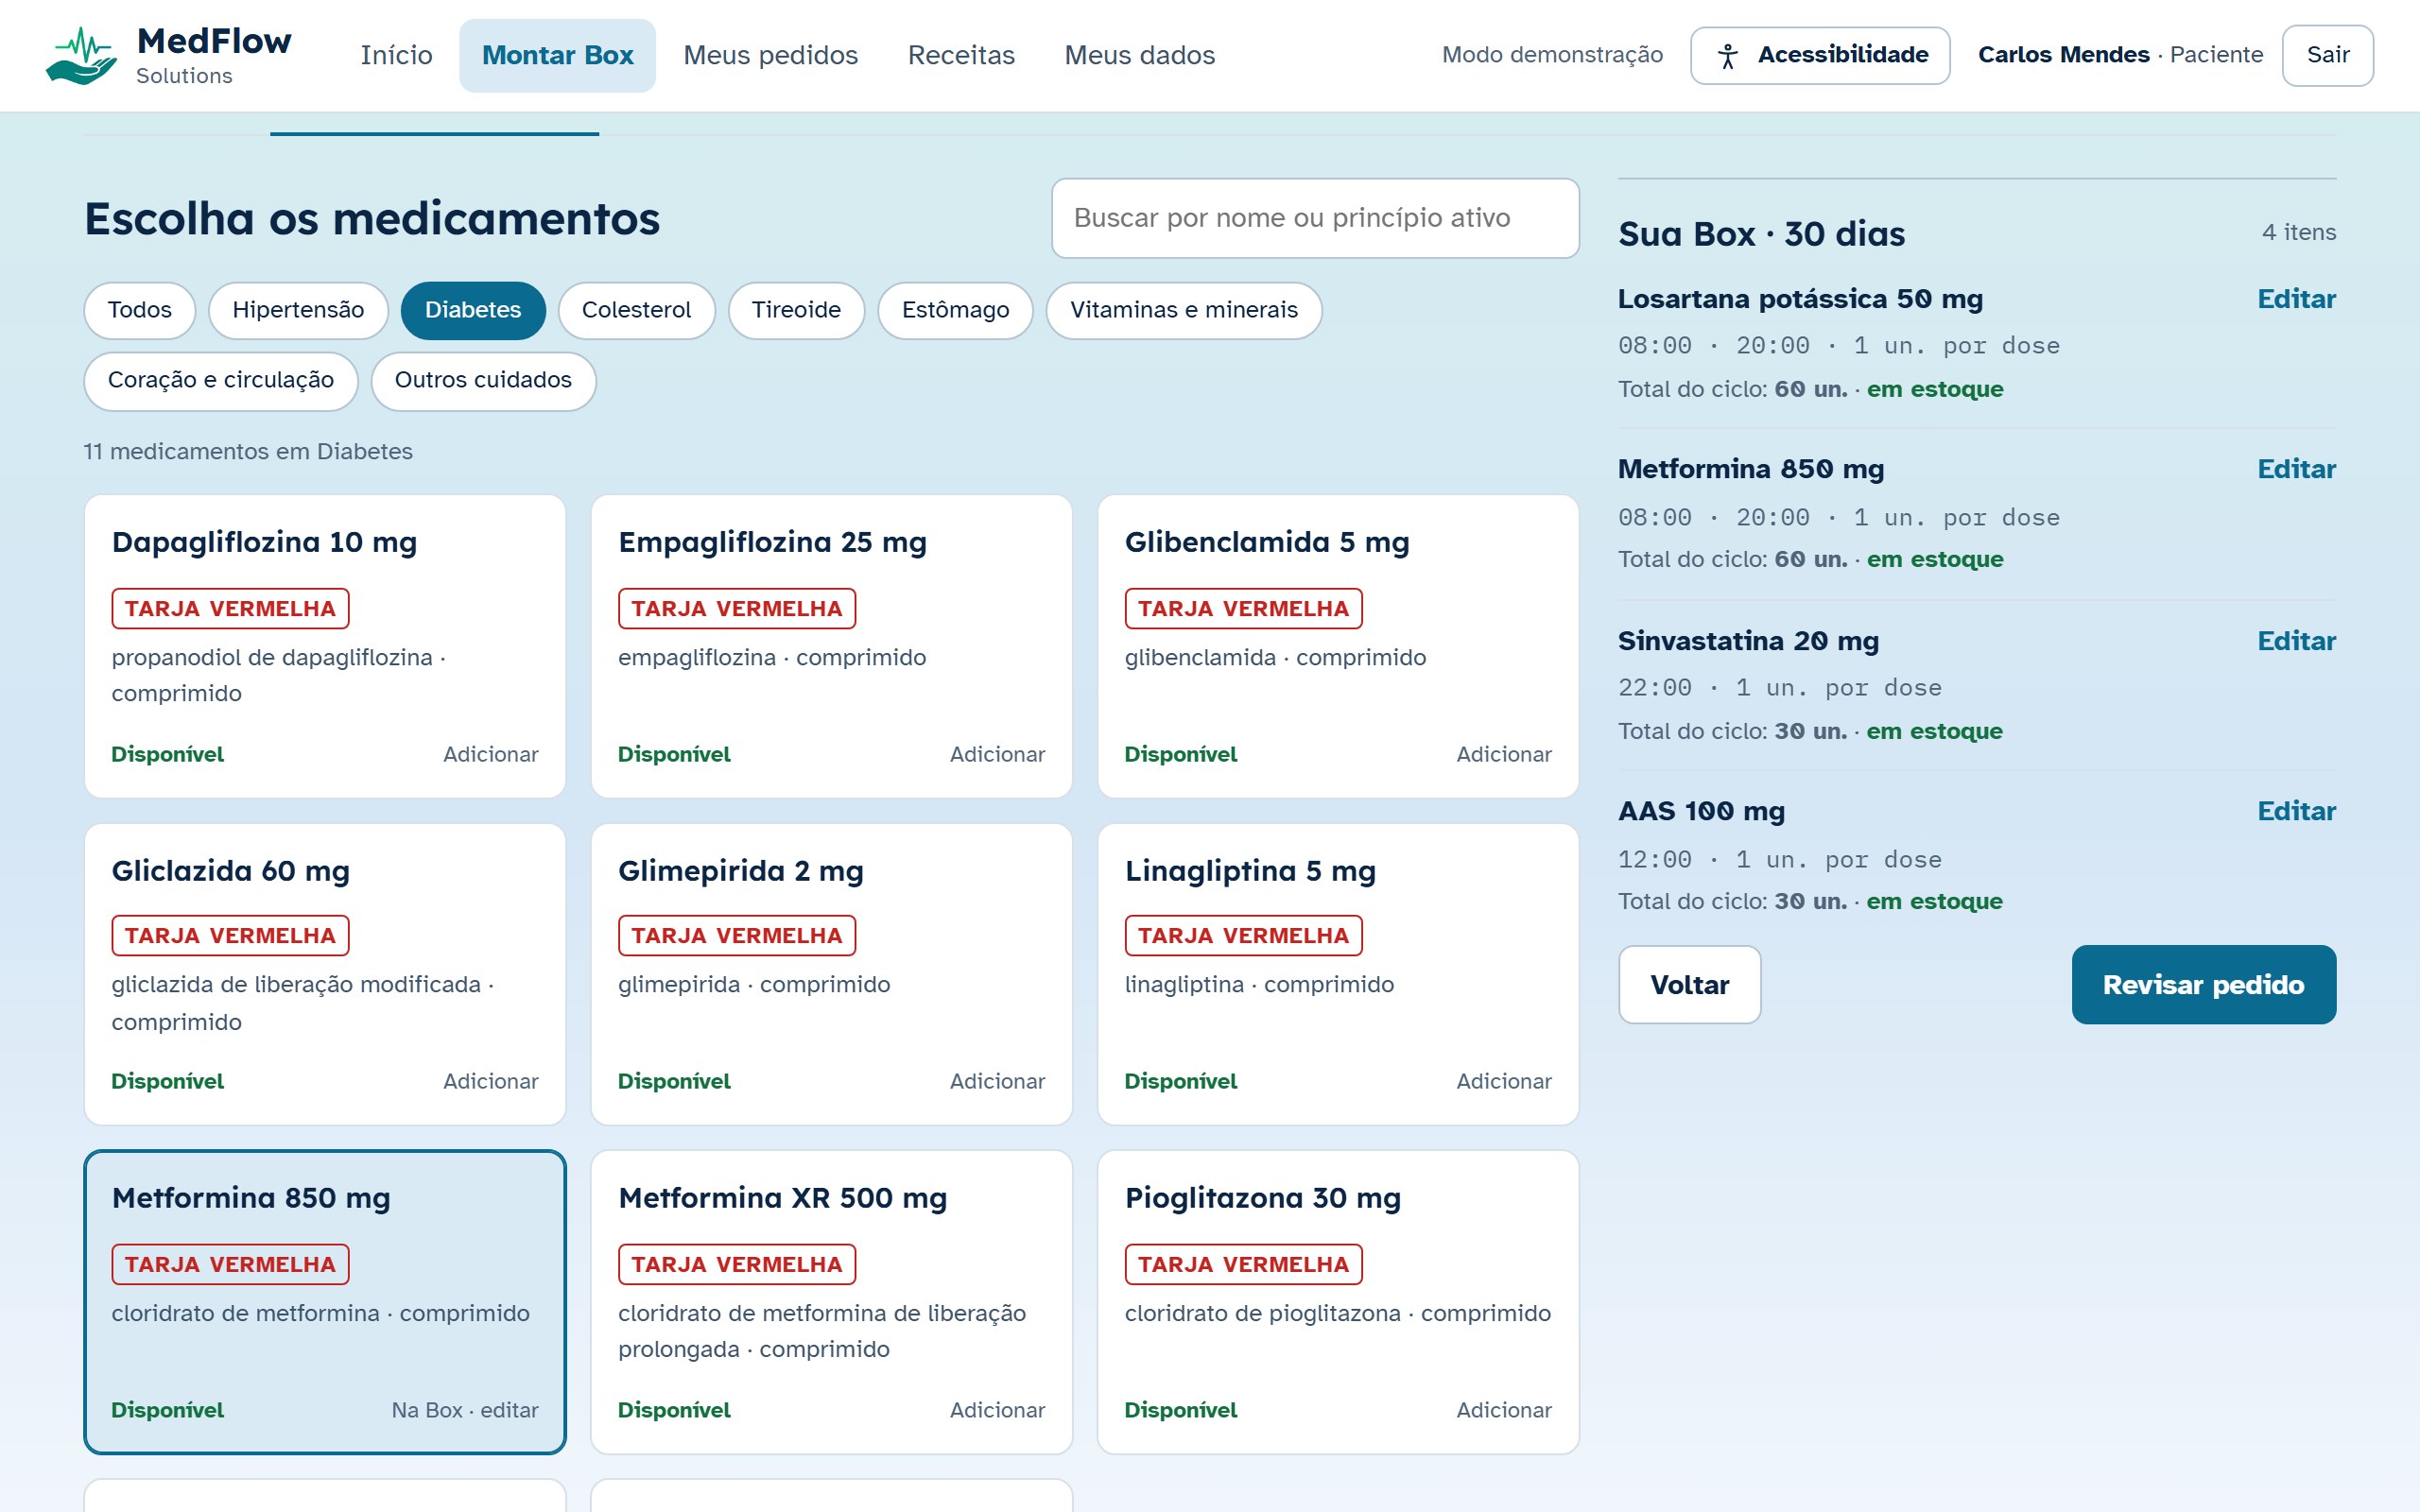 MedFlow
Solutions
Início
Montar Box
Meus pedidos
Receitas
Meus dados
Modo demonstração
Acessibilidade
Carlos Mendes · Paciente
Sair
Escolha os medicamentos
Buscar por nome ou princípio ativo
Todos
Hipertensão
Diabetes
Colesterol
Tireoide
Estômago
Vitaminas e minerais
Coração e circulação
Outros cuidados
11 medicamentos em Diabetes
Dapagliflozina 10 mg
TARJA VERMELHA
propanodiol de dapagliflozina ·
comprimido
Disponível
Adicionar
Empagliflozina 25 mg
TARJA VERMELHA
empagliflozina · comprimido
Disponível
Adicionar
Glibenclamida 5 mg
TARJA VERMELHA
glibenclamida · comprimido
Disponível
Adicionar
Gliclazida 60 mg
TARJA VERMELHA
gliclazida de liberação modificada ·
comprimido
Disponível
Adicionar
Glimepirida 2 mg
TARJA VERMELHA
glimepirida · comprimido
Disponível
Adicionar
Linagliptina 5 mg
TARJA VERMELHA
linagliptina · comprimido
Disponível
Adicionar
Metformina 850 mg
TARJA VERMELHA
cloridrato de metformina · comprimido
Disponível
Na Box · editar
Metformina XR 500 mg
TARJA VERMELHA
cloridrato de metformina de liberação
prolongada · comprimido
Disponível
Adicionar
Pioglitazona 30 mg
TARJA VERMELHA
cloridrato de pioglitazona · comprimido
Disponível
Adicionar
Sua Box · 30 dias
4 itens
Losartana potássica 50 mg
Editar
08:00 · 20:00 · 1 un. por dose
Total do ciclo: 60 un. · em estoque
Metformina 850 mg
Editar
08:00 · 20:00 · 1 un. por dose
Total do ciclo: 60 un. · em estoque
Sinvastatina 20 mg
Editar
22:00 · 1 un. por dose
Total do ciclo: 30 un. · em estoque
AAS 100 mg
Editar
12:00 · 1 un. por dose
Total do ciclo: 30 un. · em estoque
Voltar
Revisar pedido